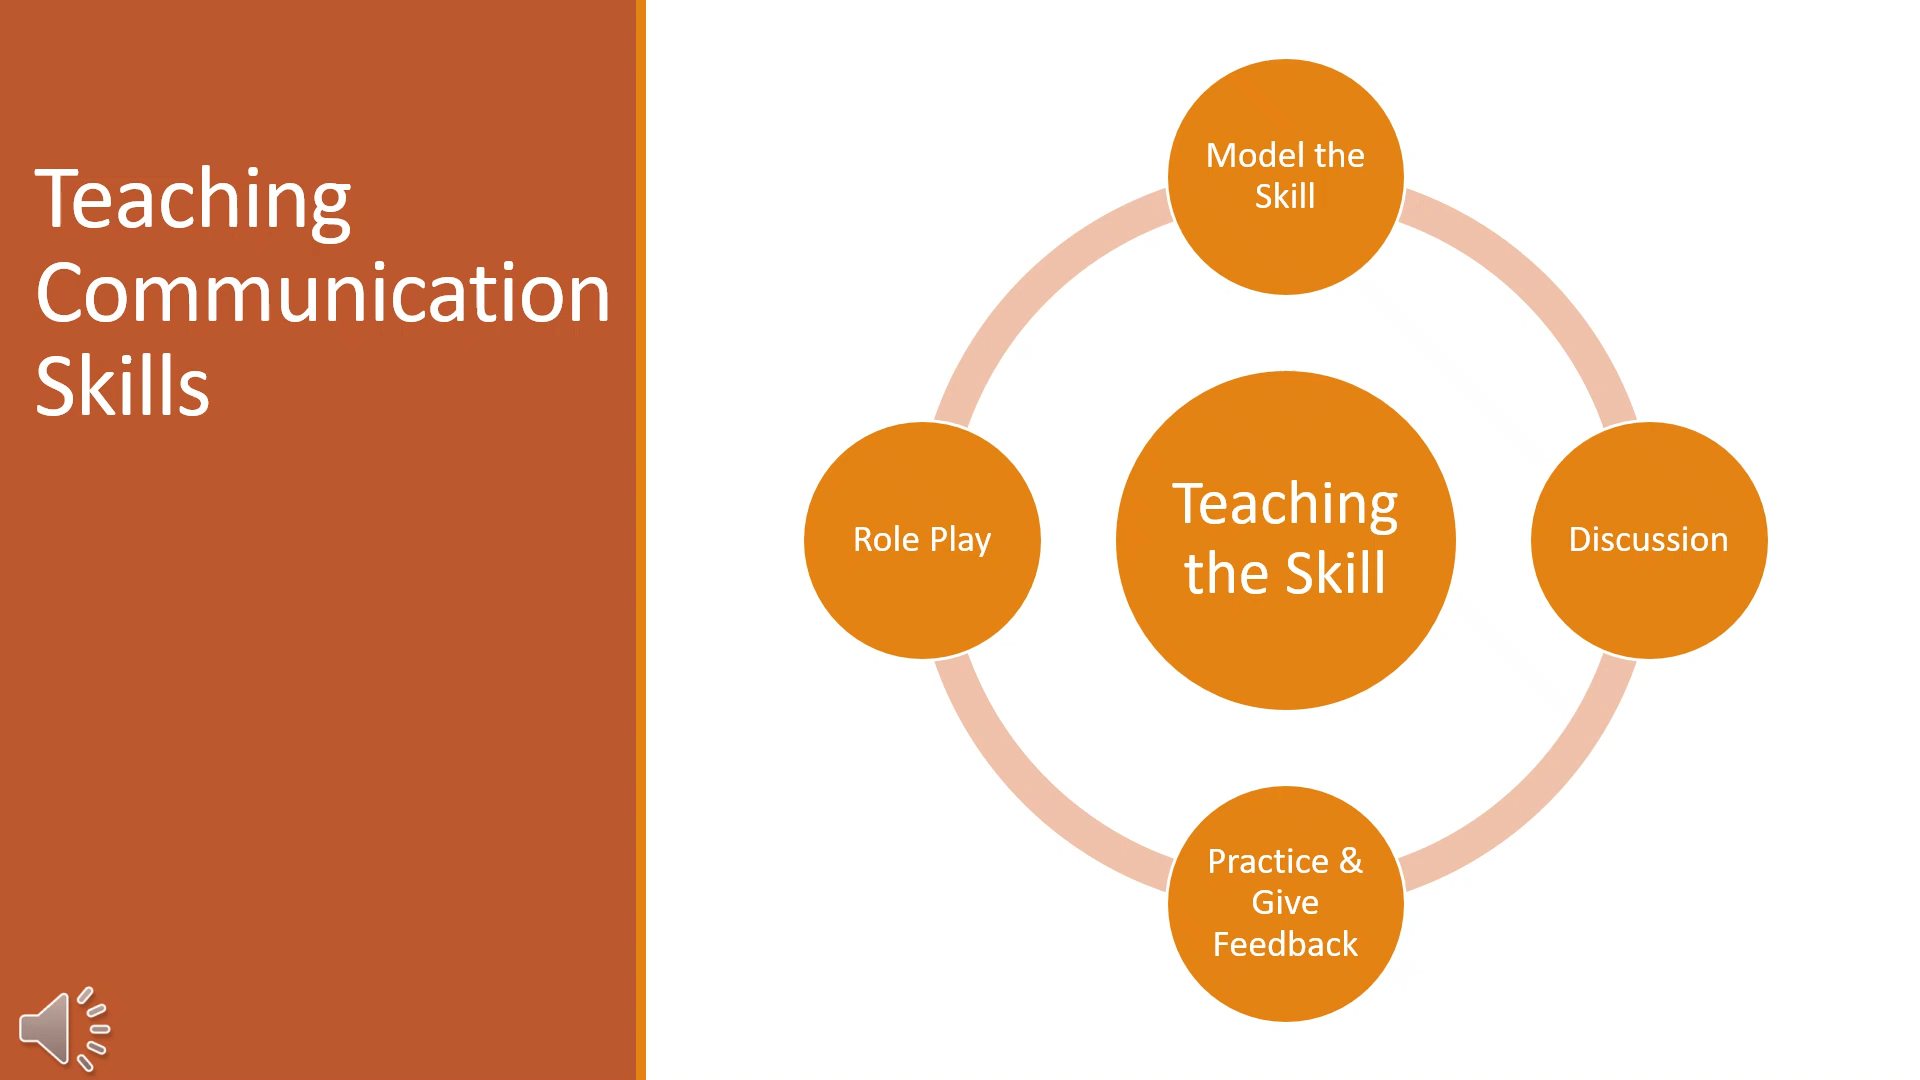 Teaching
Communication
Skills
Model the
Skill
Role Play
Teaching
the Skill
Discussion
Practice &
Give
Feedback